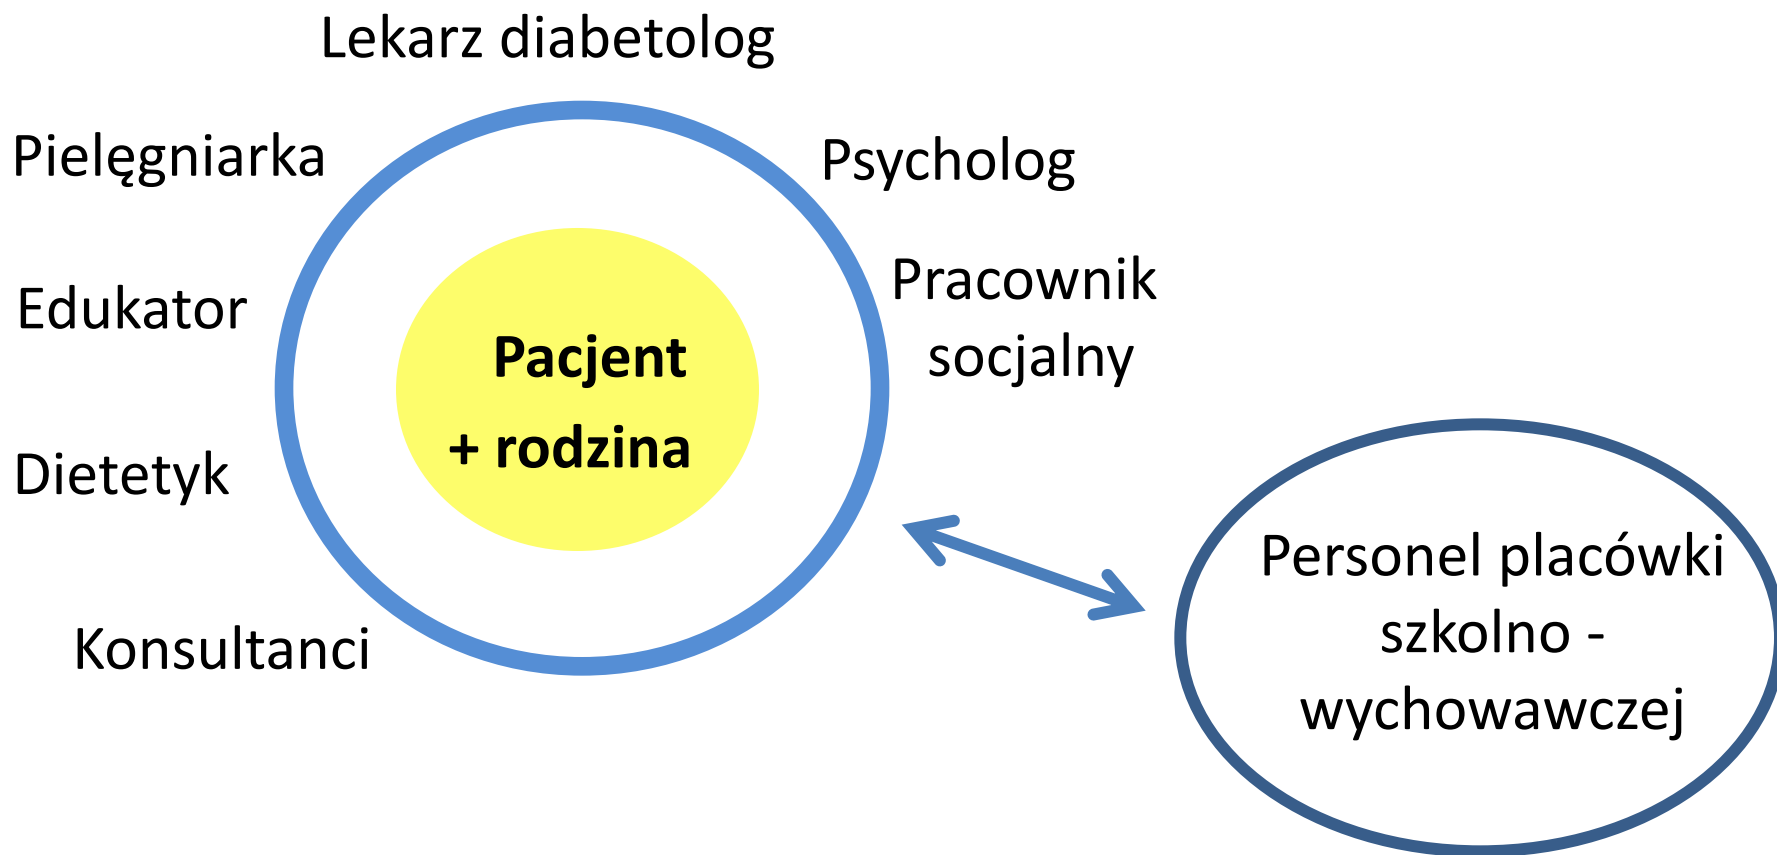 Lekarz diabetolog
Pielęgniarka
Psycholog
Edukator
Pracownik
socjalny
Pacjent
+ rodzina
Dietetyk
Konsultanci
Personel placówki
szkolno -
wychowawczej